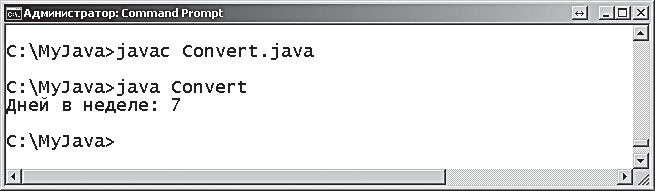 Администратор: Command Prompt
C:\MyJava>javac Convert.java
C:\MyJava>java Convert
Дней в неделе: 7
C:\MyJava>